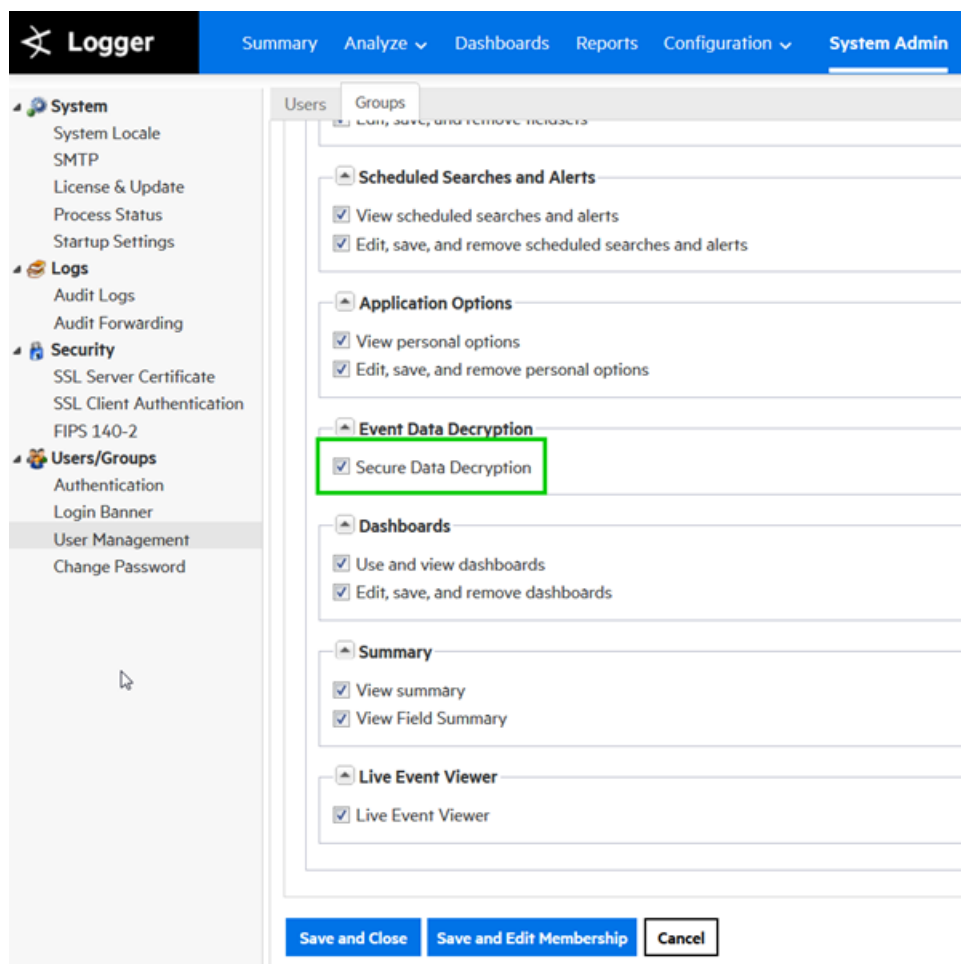 Logger
Summary Analyze Dashboards Reports Configuration System Admin
System
System Locale
SMTP
License & Update
Process Status
Startup Settings
Logs
Audit Logs
Audit Forwarding
Security
SSL Server Certificate
SSL Client Authentication
FIPS 140-2
Users/Groups
Authentication
Login Banner
User Management
Change Password
Users Groups
Edit, save, and remove fieldsets
Scheduled Searches and Alerts
View scheduled searches and alerts
Edit, save, and remove scheduled searches and alerts
Application Options
View personal options
Edit, save, and remove personal options
Event Data Decryption
Secure Data Decryption
Dashboards
Use and view dashboards
Edit, save, and remove dashboards
Summary
View summary
View Field Summary
Live Event Viewer
Live Event Viewer
Save and Close Save and Edit Membership Cancel